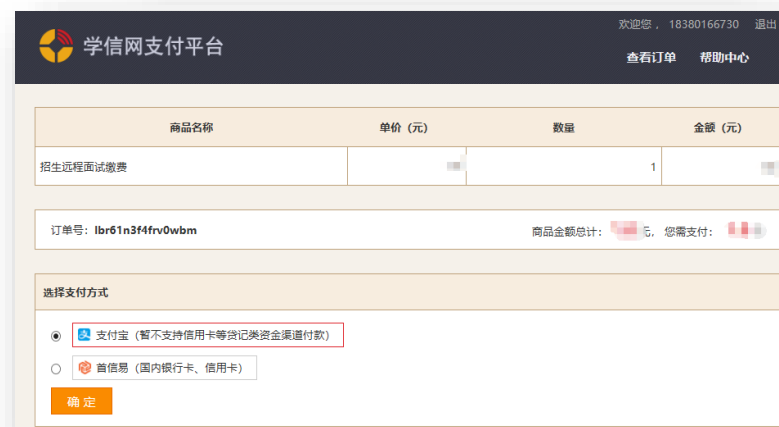 欢迎您， 18380166730 退出
学信网支付平台
查看订单 帮助中心
商品名称 单价（元） 数量 金额（元）
招生远程面试缴费 1
订单号：lbr61n3f4frv0wbm 商品金额总计： 元, 您需支付：
选择支付方式
支付宝（暂不支持信用卡等贷记类资金渠道付款）
首信易（国内银行卡、信用卡）
确 定